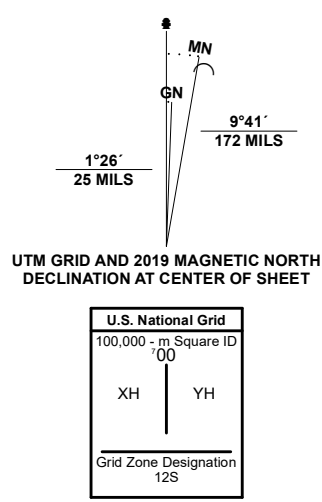 MN
GN
9°41´
172 MILS
1°26´
25 MILS
UTM GRID AND 2019 MAGNETIC NORTH
DECLINATION AT CENTER OF SHEET
U.S. National Grid
100,000 - m Square ID
⁷00
XH YH
Grid Zone Designation
12S